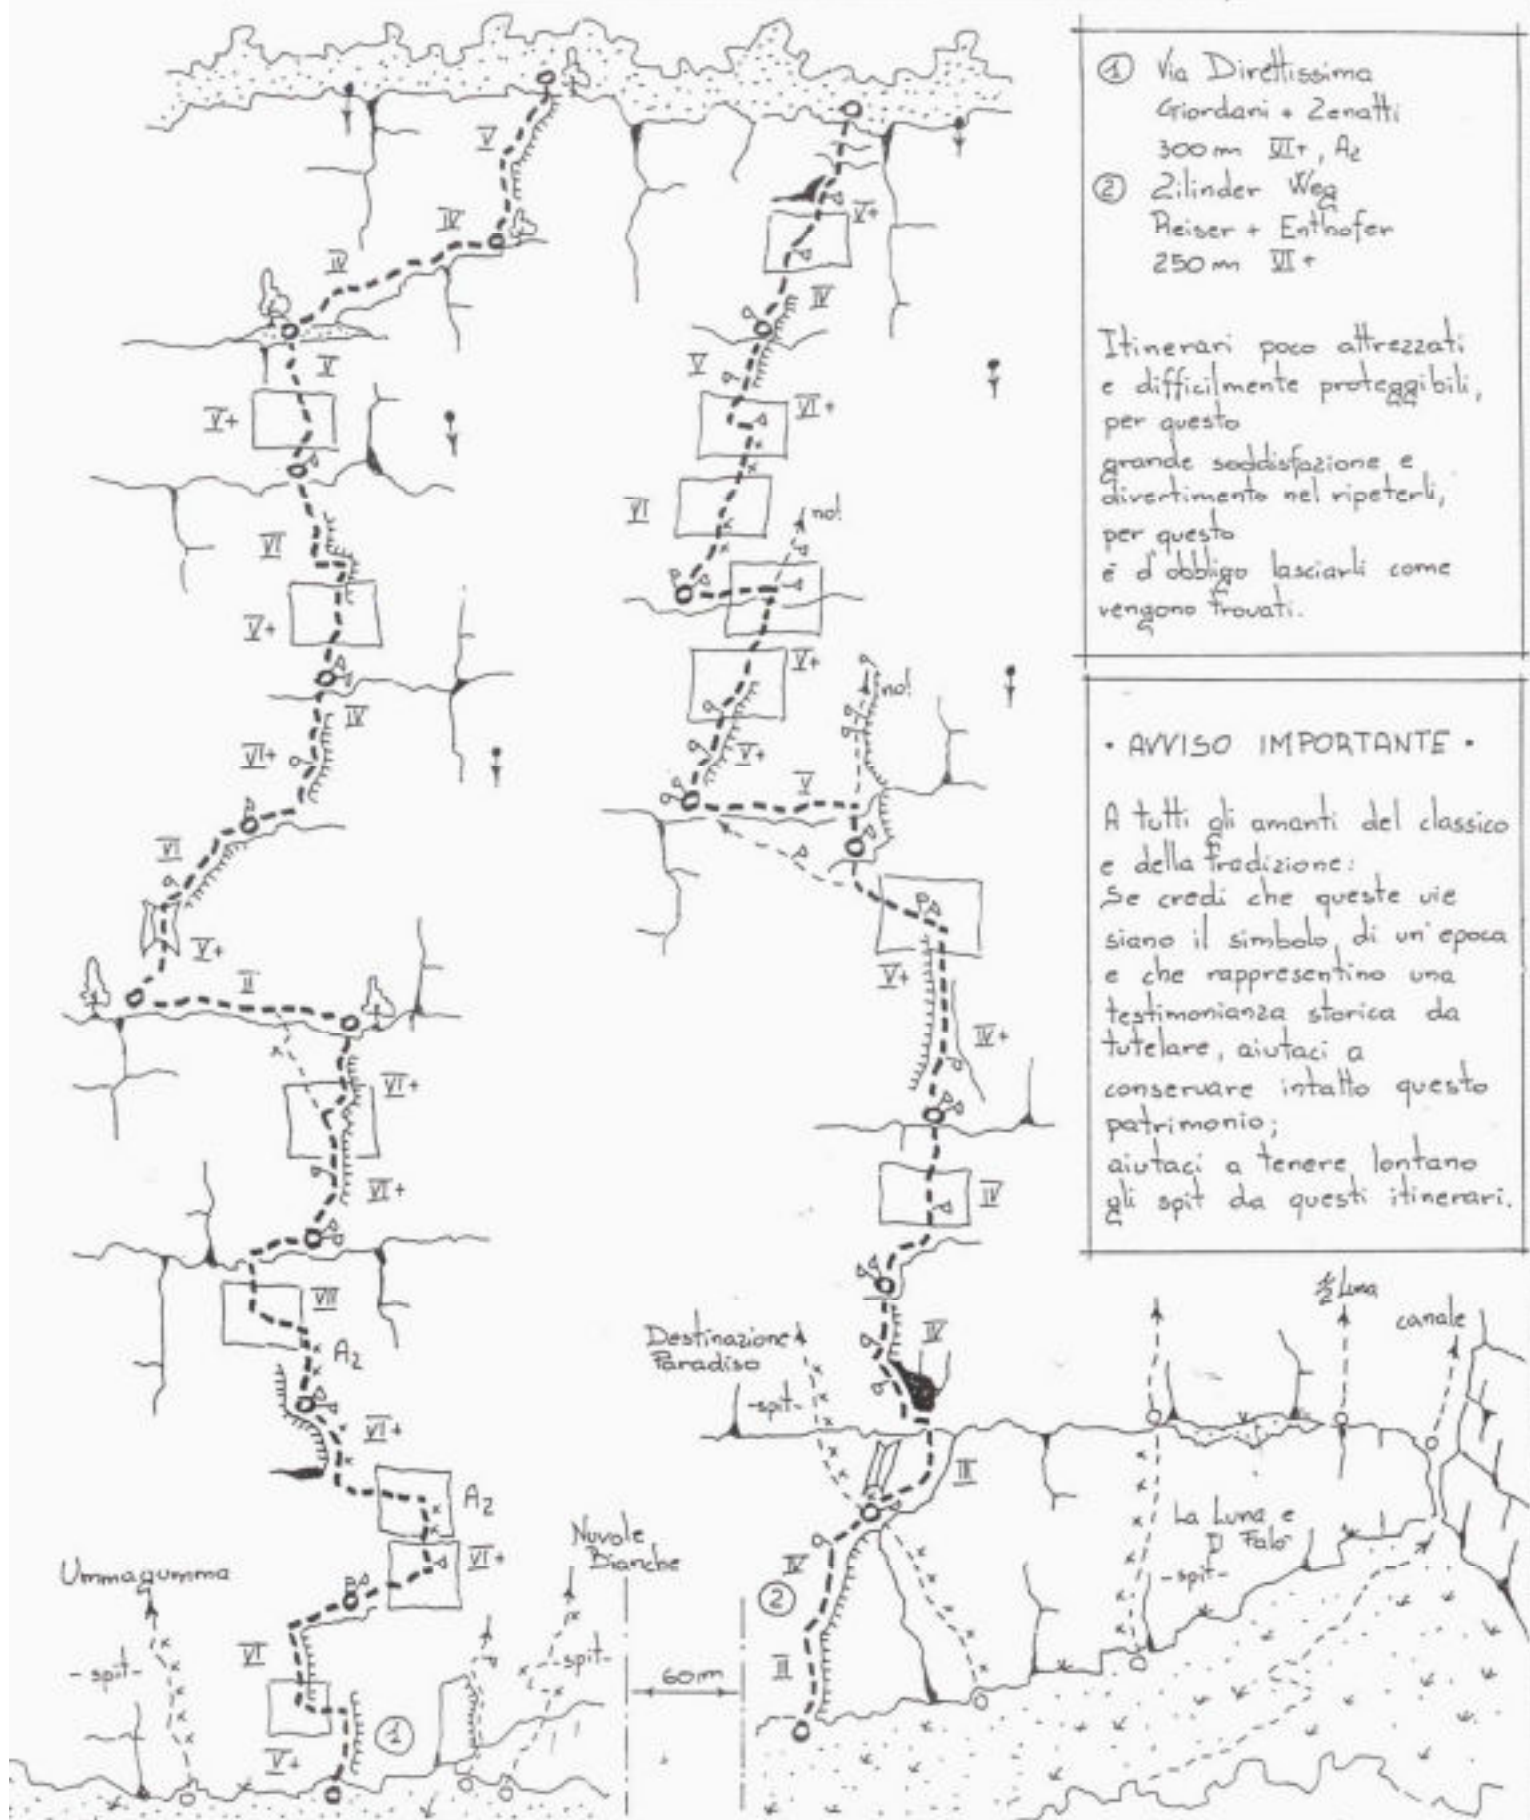 ① Via Direttissima
Giordani + Zenatti
300 m VI+, A2
② Zilinder Weg
Reiser + Enthofer
250 m VI+
Itinerari poco attrezzati
e difficilmente proteggibili,
per questo
grande soddisfazione e
divertimento nel ripeterli,
per questo
è d'obbligo lasciarli come
vengono trovati.
• AVVISO IMPORTANTE •
A tutti gli amanti del classico
e della tradizione:
Se credi che queste vie
siano il simbolo di un'epoca
e che rappresentino una
testimonianza storica da
tutelare, aiutaci a
conservare intatto questo
patrimonio;
aiutaci a tenere lontano
gli spit da questi itinerari.
V
IV
IV
V
V+
VI
V+
IV
VI+
VI
V+
II
VI+
VI+
VII
A2
VI+
A2
VI+
VI
V+
①
Ummagumma
-spit-
Nuvole
Bianche
-spit-
60m
V+
IV
V
VI+
VI
no!
V+
no!
V+
V
V+
IV+
IV
IV
III
IV
②
III
Destinazione
Paradiso
-spit-
½ Luna
canale
La Luna e
I Falò
-spit-